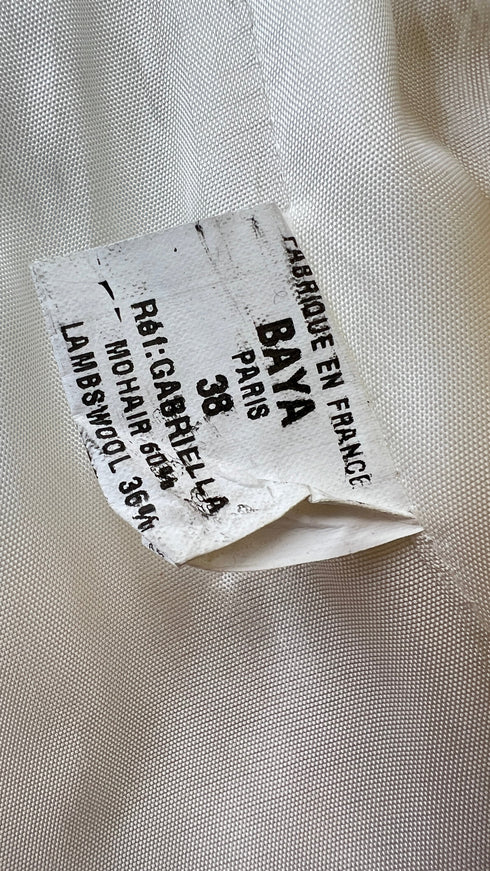 FABRIQUE EN FRANCE
BAYA
PARIS
38
Réf:GABRIELLA
MOHAIR 60%
LAMBSWOOL 36%